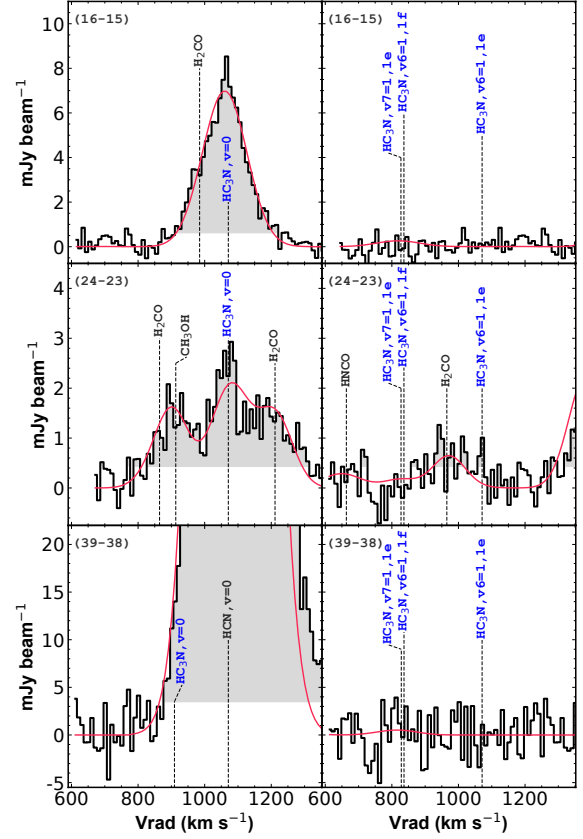 (16-15)
H₂CO
HC₃N, v=0
mJy beam⁻¹
10
8
6
4
2
0
(16-15)
HC₃N, v7=1, 1e
HC₃N, v6=1, 1f
HC₃N, v6=1, 1e
(24-23)
H₂CO
CH₃OH
HC₃N, v=0
H₂CO
mJy beam⁻¹
4
3
2
1
0
(24-23)
HNCO
HC₃N, v7=1, 1e
HC₃N, v6=1, 1f
H₂CO
HC₃N, v6=1, 1e
(39-38)
HC₃N, v=0
HCN, v=0
mJy beam⁻¹
20
15
10
5
0
-5
600 800 1000 1200
Vrad (km s⁻¹)
(39-38)
HC₃N, v7=1, 1e
HC₃N, v6=1, 1f
HC₃N, v6=1, 1e
600 800 1000 1200
Vrad (km s⁻¹)